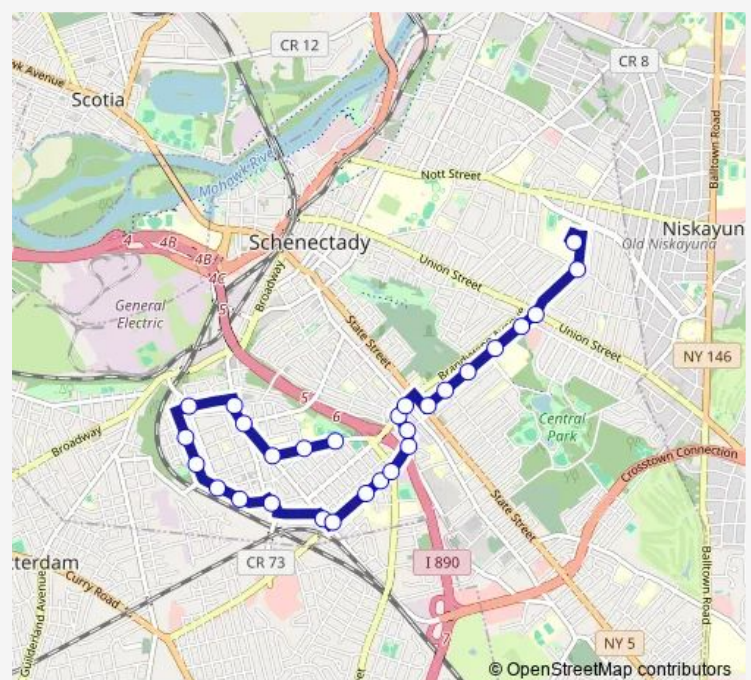 CR 12
CR 8
Scotia
Balltown Road
Mohawk River
Nott Street
4
4B
Schenectady
Niskayun
Old Niskayuna
4B
4C
Broadway
Union Street
General
Electric
5
State Street
Union Street
NY 146
5
6
Central
Park
Broadway
Crosstown Connection
State Street
tterdam
CR 73
I 890
Curry Road
Guilderland Avenue
Balltown Road
7
NY 5
© OpenStreetMap contributors